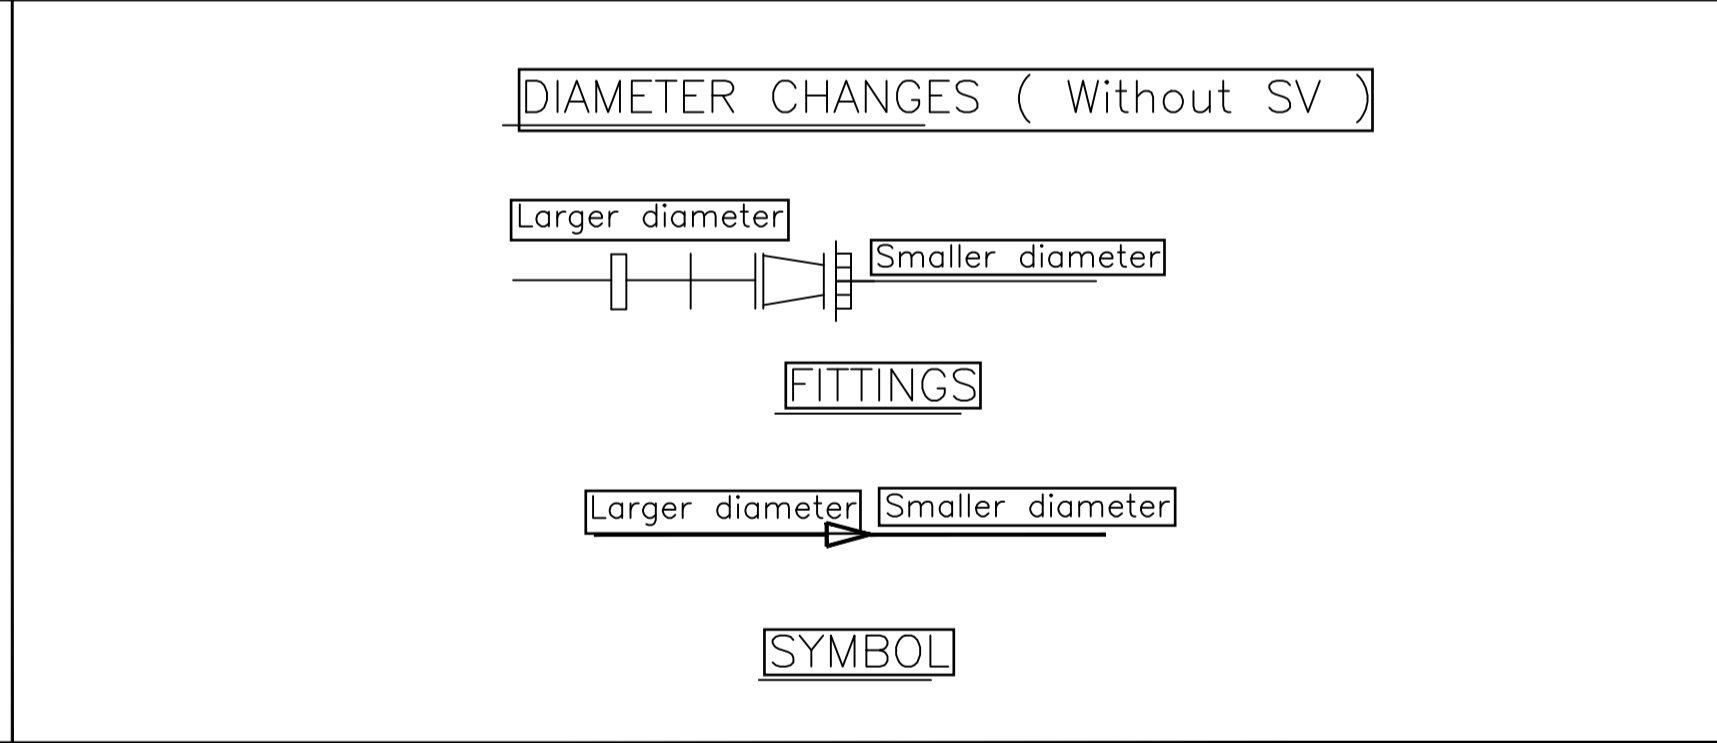 DIAMETER CHANGES ( Without SV )
Larger diameter
Smaller diameter
FITTINGS
Larger diameter
Smaller diameter
SYMBOL